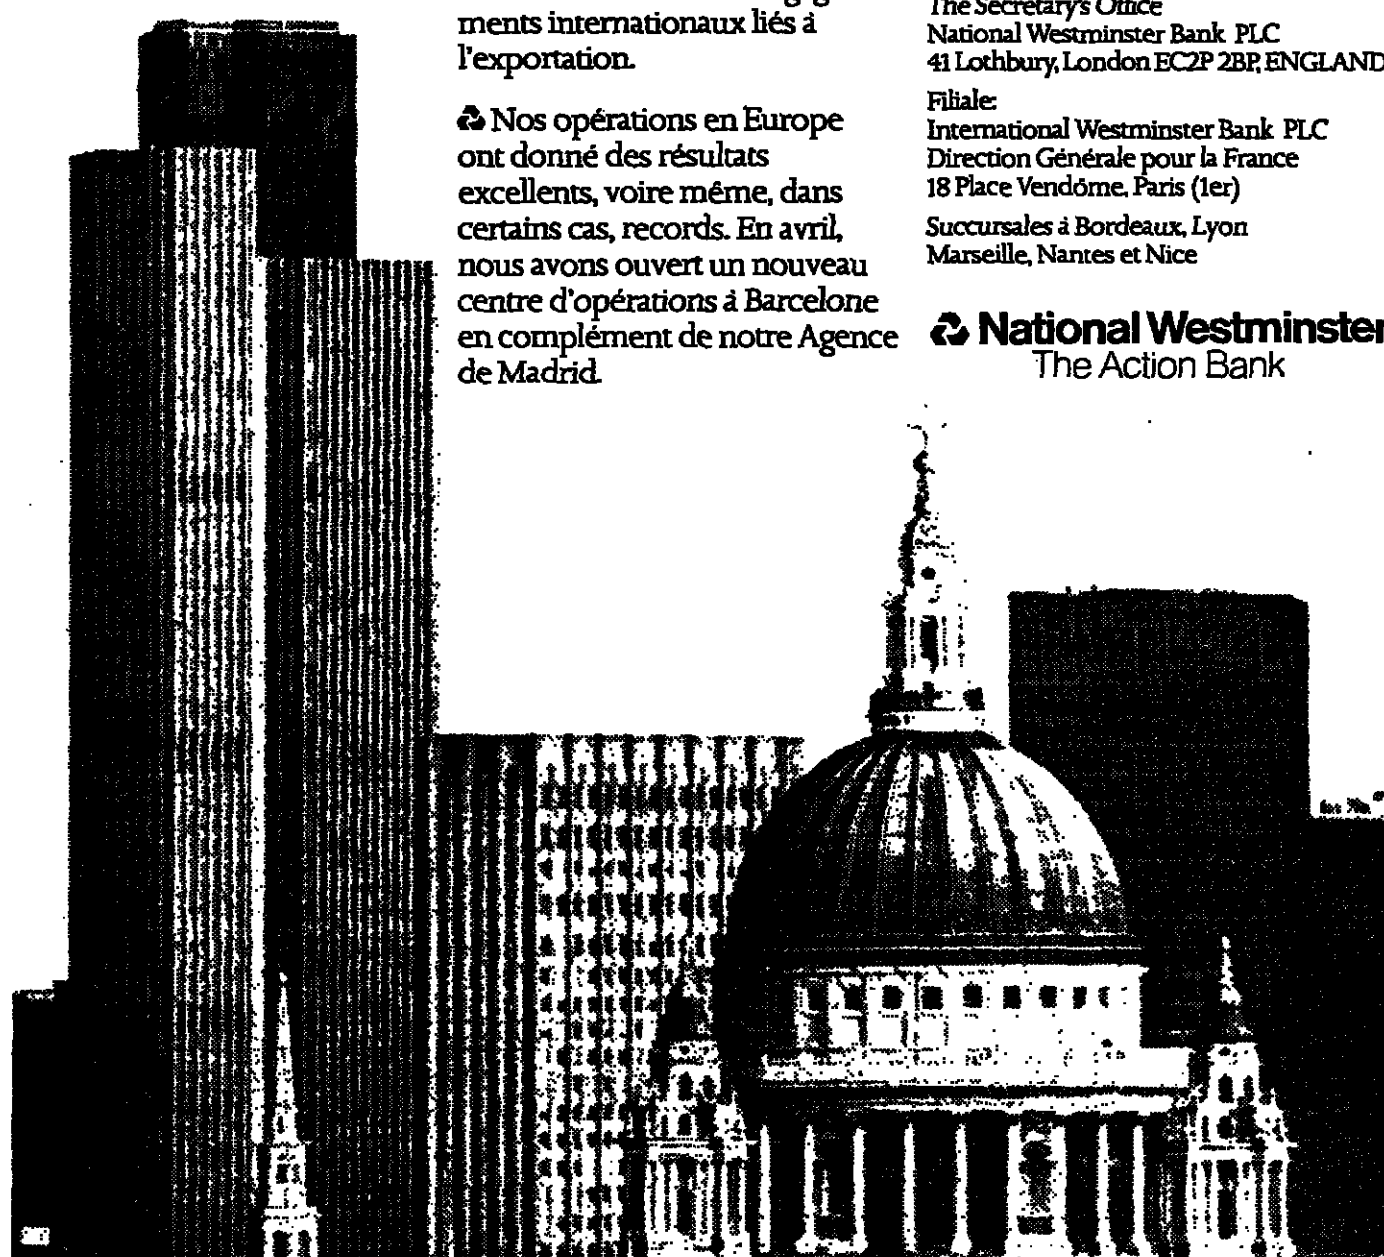 ments internationaux liés à
l'exportation.
Nos opérations en Europe
ont donné des résultats
excellents, voire même, dans
certains cas, records. En avril,
nous avons ouvert un nouveau
centre d'opérations à Barcelone
en complément de notre Agence
de Madrid.
The Secretary's Office
National Westminster Bank PLC
41 Lothbury, London EC2P 2BP, ENGLAND
Filiale:
International Westminster Bank PLC
Direction Générale pour la France
18 Place Vendôme, Paris (1er)
Succursales à Bordeaux, Lyon
Marseille, Nantes et Nice
National Westminster
The Action Bank